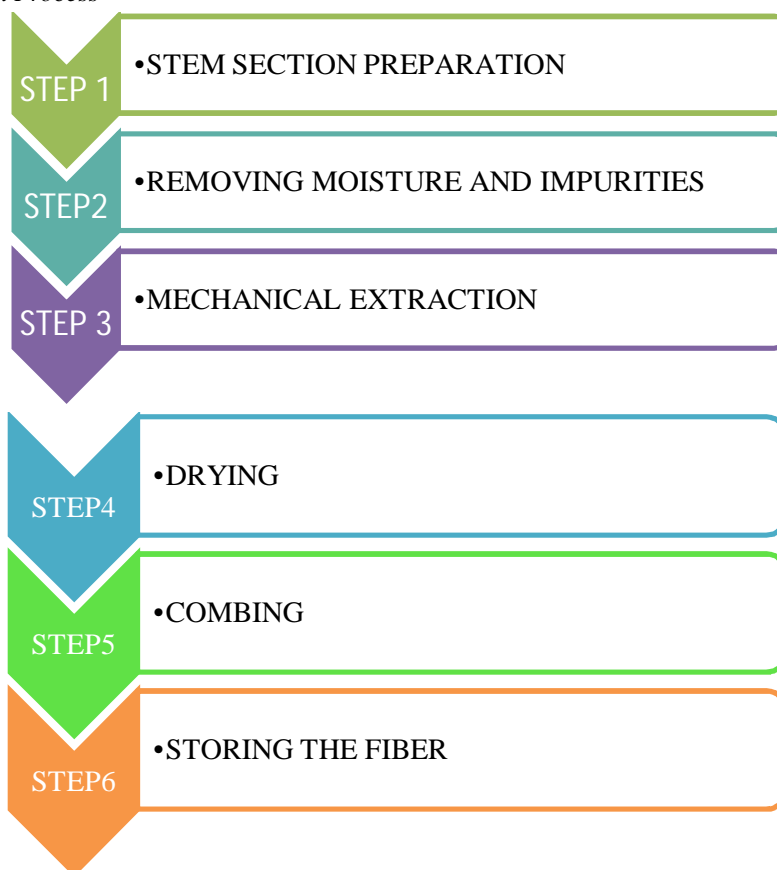 Process
STEP 1
•STEM SECTION PREPARATION
STEP2
•REMOVING MOISTURE AND IMPURITIES
STEP 3
•MECHANICAL EXTRACTION
STEP4
•DRYING
STEP5
•COMBING
STEP6
•STORING THE FIBER